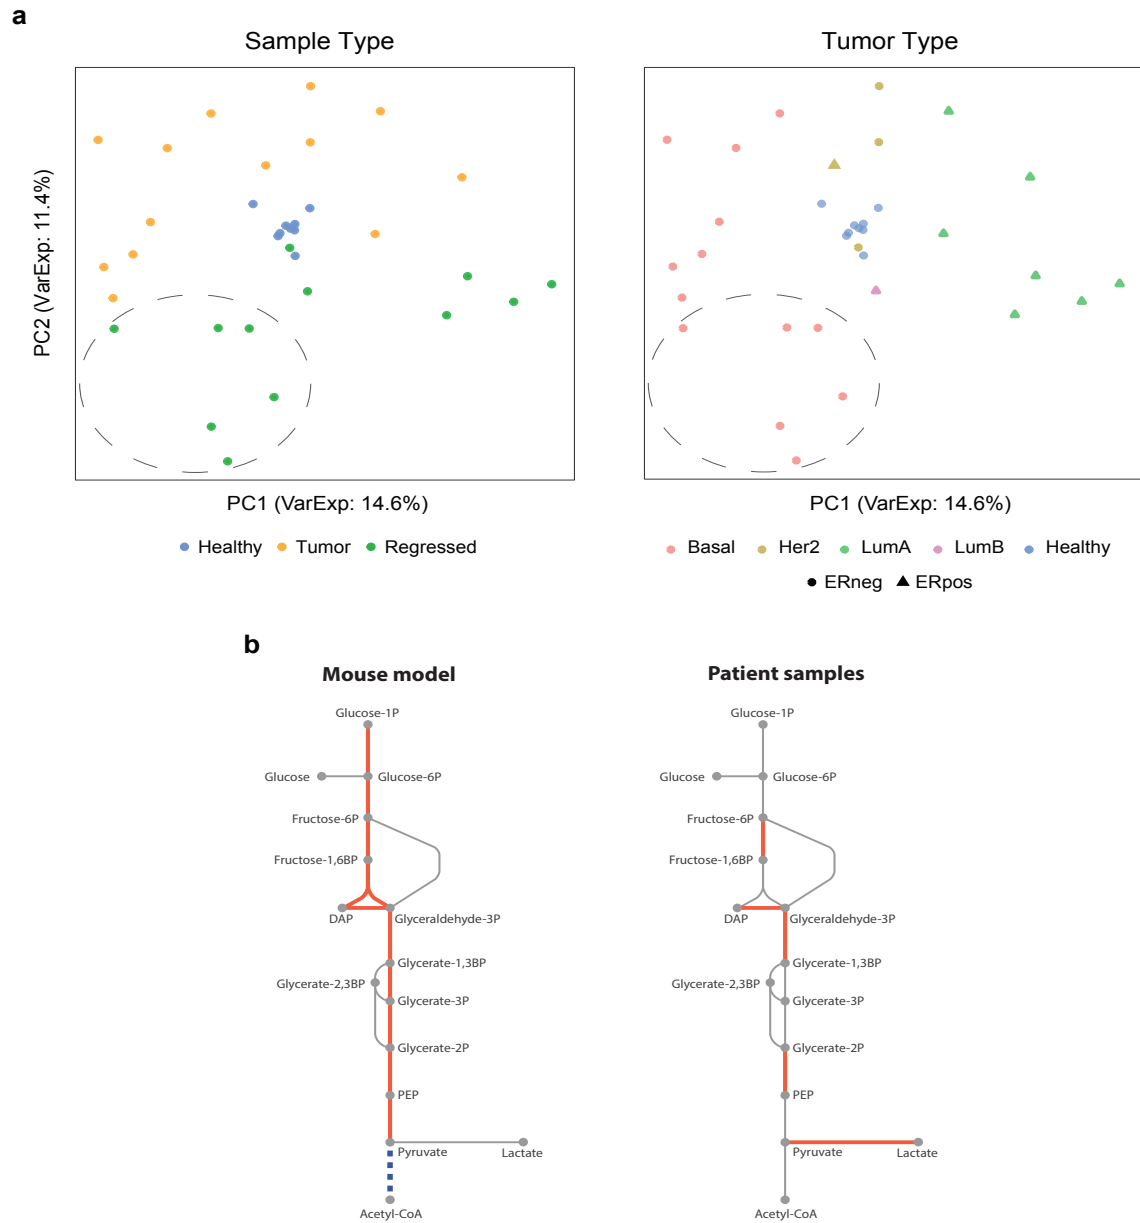 a
Sample Type
Tumor Type
PC2 (VarExp: 11.4%)
PC1 (VarExp: 14.6%)
PC1 (VarExp: 14.6%)
Healthy Tumor Regressed
Basal Her2 LumA LumB Healthy
ERneg ERpos
b
Mouse model
Glucose-1P
Glucose
Glucose-6P
Fructose-6P
Fructose-1,6BP
DAP
Glyceraldehyde-3P
Glycerate-1,3BP
Glycerate-2,3BP
Glycerate-3P
Glycerate-2P
PEP
Pyruvate
Lactate
Acetyl-CoA
Patient samples
Glucose-1P
Glucose
Glucose-6P
Fructose-6P
Fructose-1,6BP
DAP
Glyceraldehyde-3P
Glycerate-1,3BP
Glycerate-2,3BP
Glycerate-3P
Glycerate-2P
PEP
Pyruvate
Lactate
Acetyl-CoA